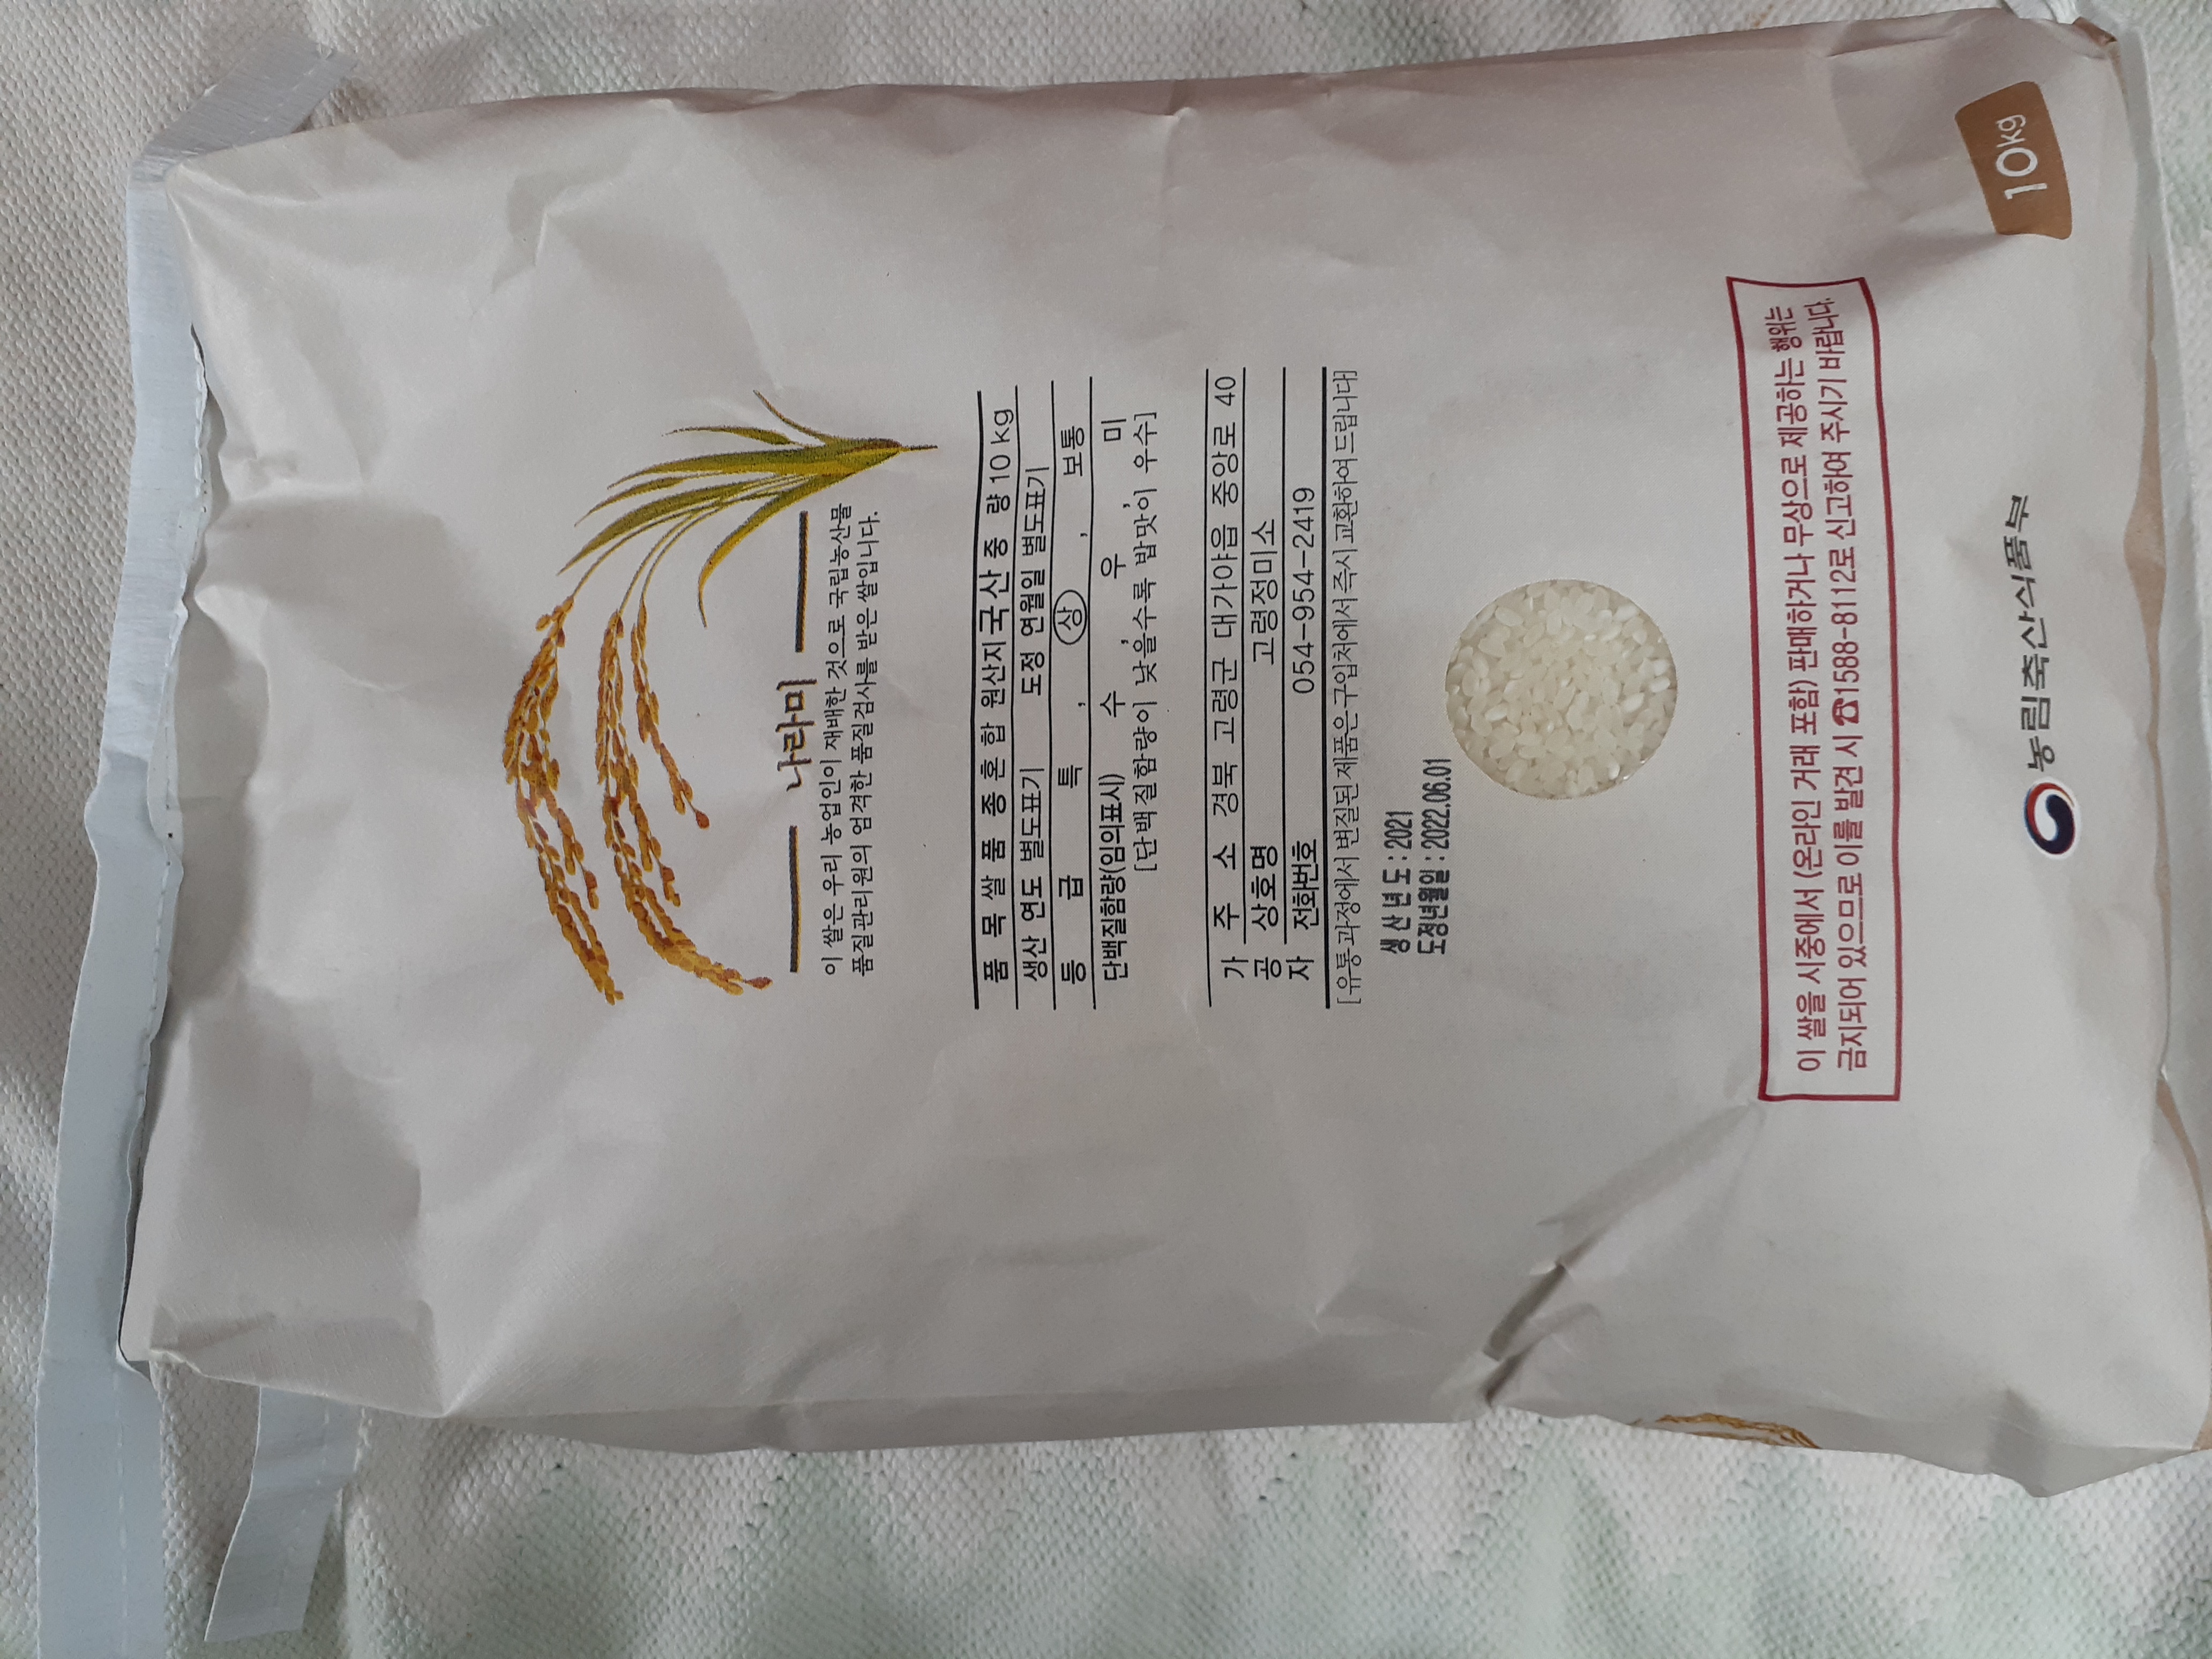 나라미
이 쌀은 우리 농업인이 재배한 것으로 국립농산물
품질관리원의 엄격한 품질검사를 받은 쌀입니다.
품 목 쌀 품 종 혼 합 원산지 국 산 중 량 10 kg
생산 연도 별도표기 도정 연월일 별도표기
등 급 특 , 상 , 보통
단백질함량(임의표시) 수 , 우 , 미
[단백질함량이 낮을수록 밥맛이 우수]
가공자 주 소 경북 고령군 대가야읍 중앙로 40
상호명 고령정미소
전화번호 054-954-2419
[유통과정에서 변질된 제품은 구입처에서 즉시 교환하여 드립니다]
생산년도 : 2021
도정년월일 : 2022.06.01
이 쌀을 시중에서 (온라인 거래 포함) 판매하거나 무상으로 제공하는 행위는
금지되어 있으므로 이를 발견 시 ☎1588-8112로 신고하여 주시기 바랍니다.
농림축산식품부
10kg